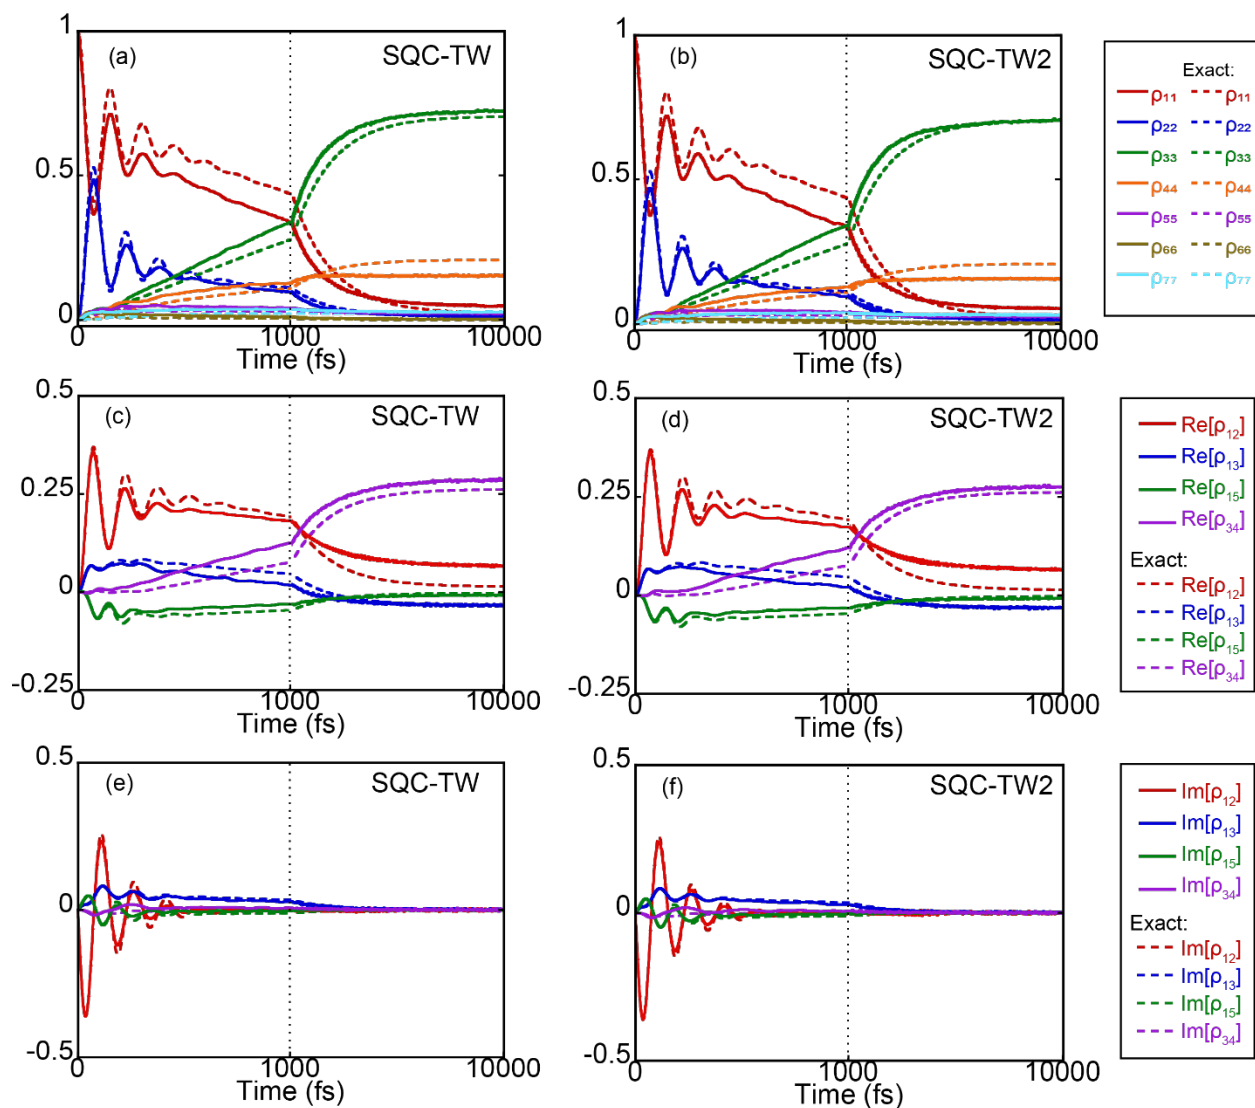 1
(a)
SQC-TW
0.5
0
0
1000
10000
Time (fs)
1
(b)
SQC-TW2
0.5
0
0
1000
10000
Time (fs)
Exact:
ρ₁₁ ρ₁₁
ρ₂₂ ρ₂₂
ρ₃₃ ρ₃₃
ρ₄₄ ρ₄₄
ρ₅₅ ρ₅₅
ρ₆₆ ρ₆₆
ρ₇₇ ρ₇₇
0.5
(c)
SQC-TW
0.25
0
-0.25
0
1000
10000
Time (fs)
0.5
(d)
SQC-TW2
0.25
0
-0.25
0
1000
10000
Time (fs)
Re[ρ₁₂]
Re[ρ₁₃]
Re[ρ₁₅]
Re[ρ₃₄]
Exact:
Re[ρ₁₂]
Re[ρ₁₃]
Re[ρ₁₅]
Re[ρ₃₄]
0.5
(e)
SQC-TW
0
-0.5
0
1000
10000
Time (fs)
0.5
(f)
SQC-TW2
0
-0.5
0
1000
10000
Time (fs)
Im[ρ₁₂]
Im[ρ₁₃]
Im[ρ₁₅]
Im[ρ₃₄]
Exact:
Im[ρ₁₂]
Im[ρ₁₃]
Im[ρ₁₅]
Im[ρ₃₄]